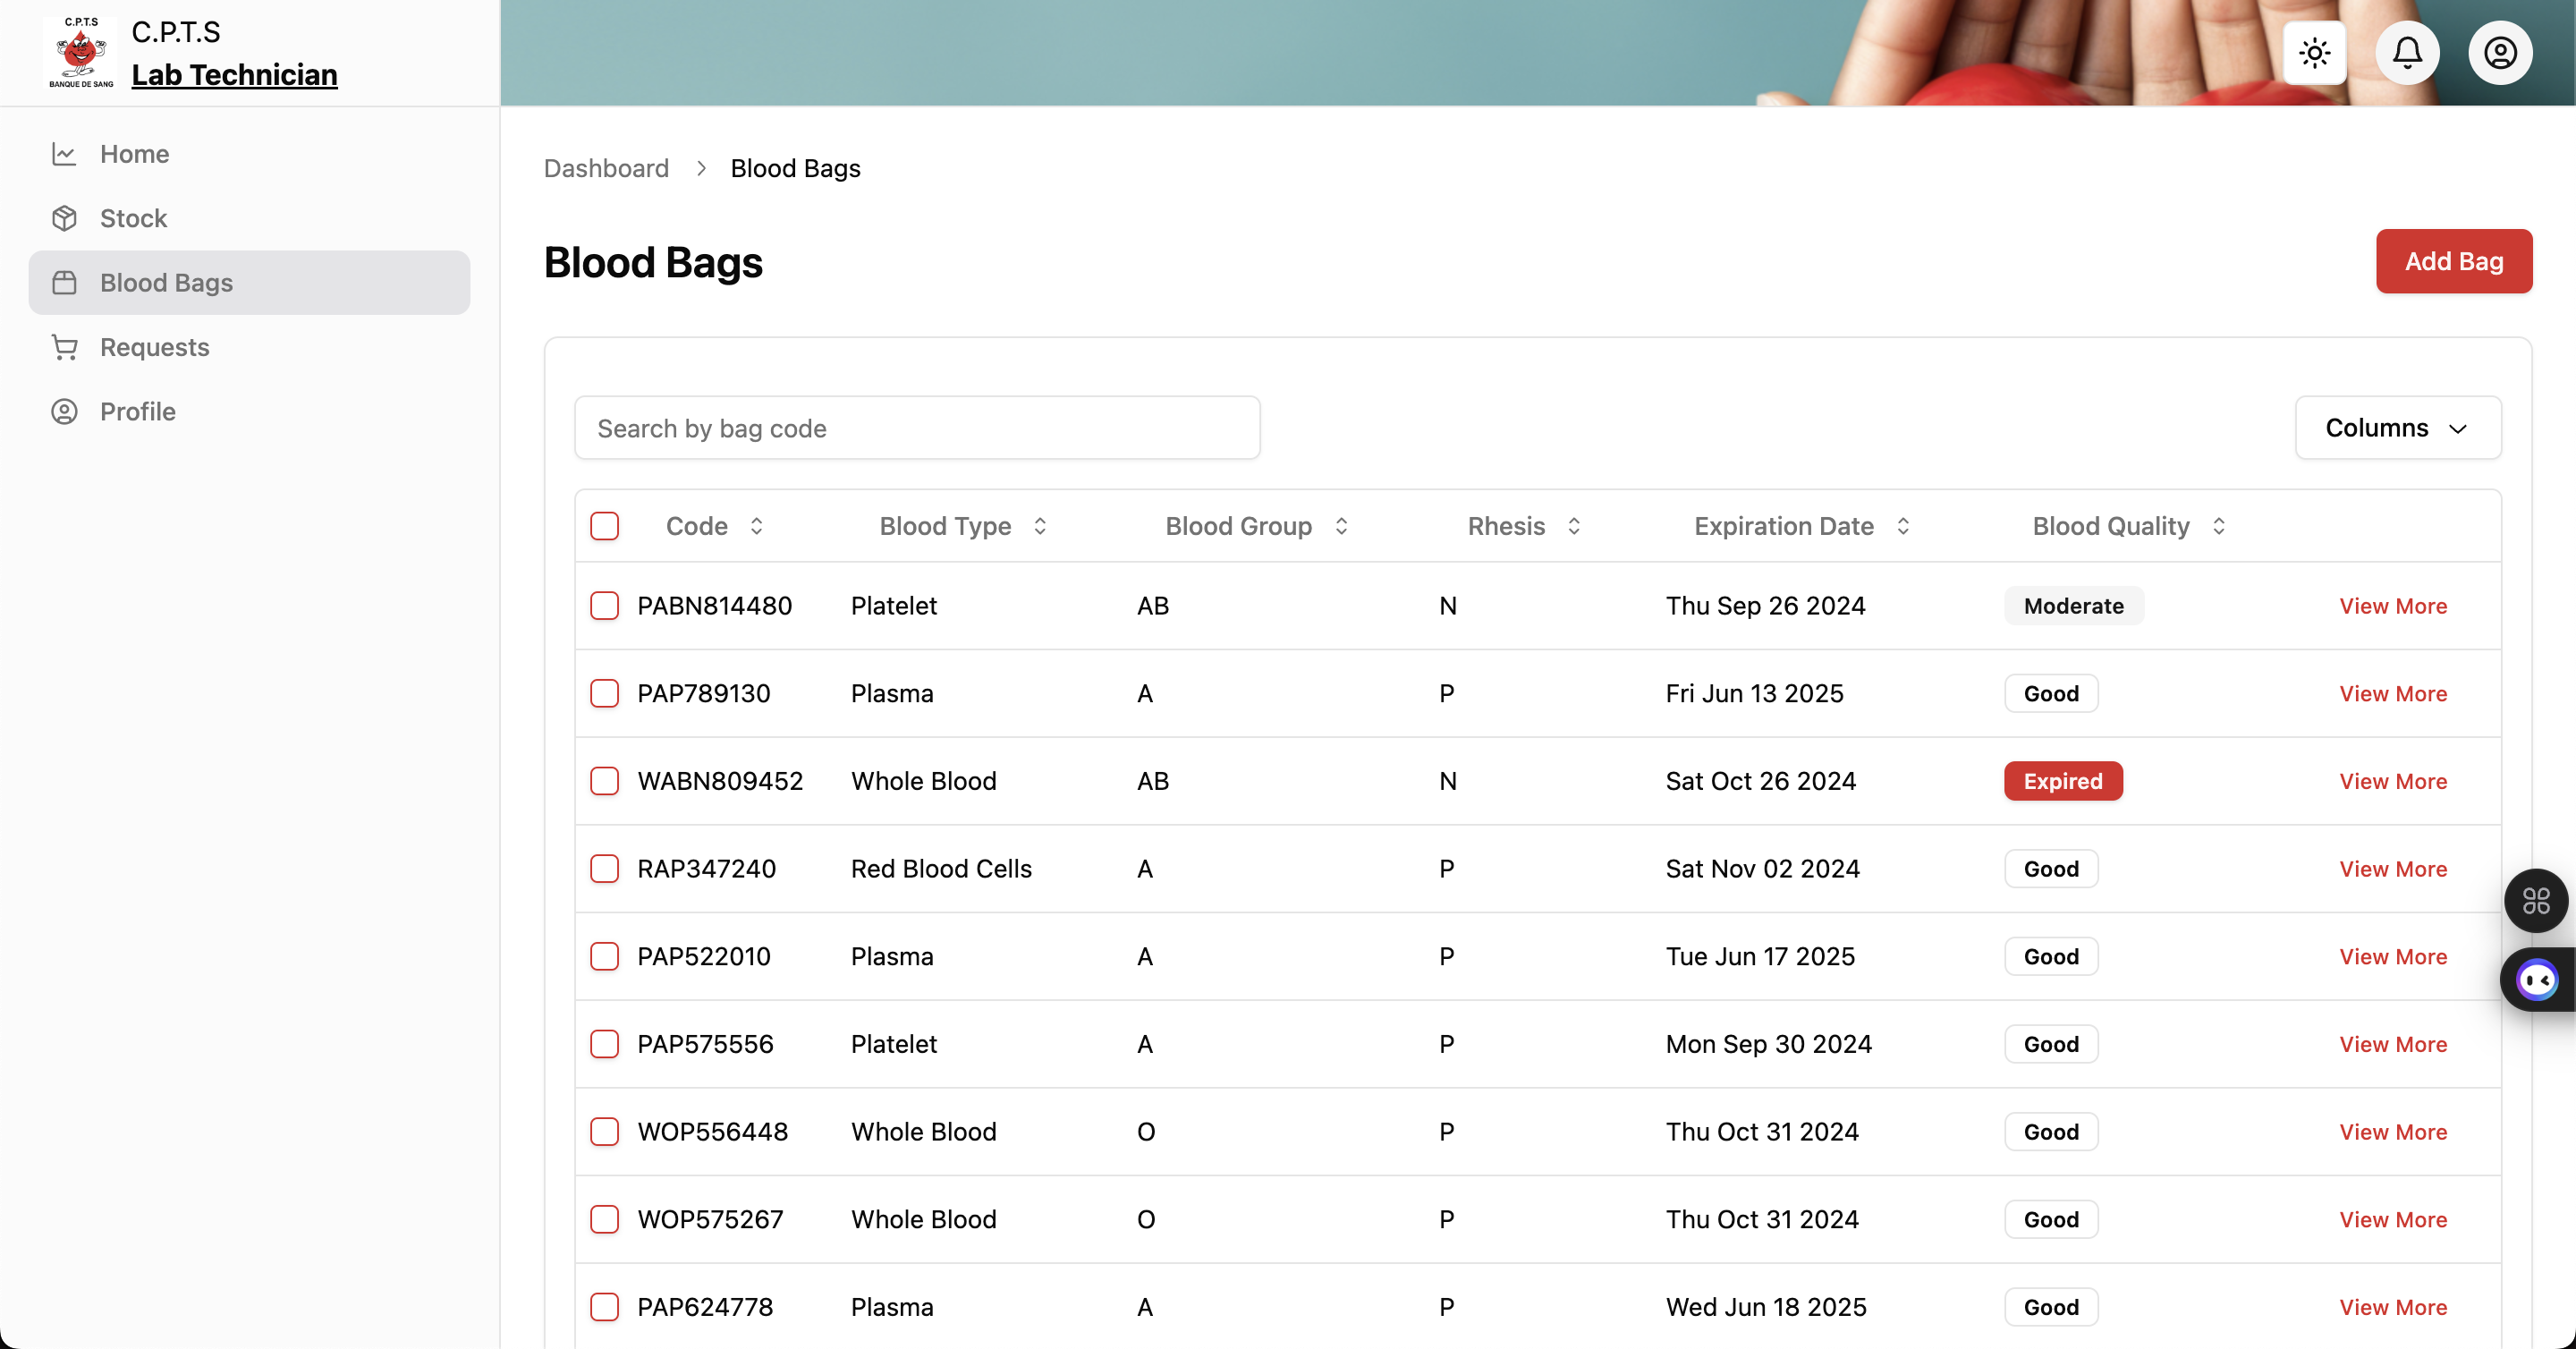 C.P.T.S
BANQUE DE SANG
C.P.T.S
Lab Technician
Home
Stock
Blood Bags
Requests
Profile
Dashboard > Blood Bags
Blood Bags
Add Bag
Search by bag code
Columns
Code Blood Type Blood Group Rhesis Expiration Date Blood Quality
PABN814480 Platelet AB N Thu Sep 26 2024 Moderate View More
PAP789130 Plasma A P Fri Jun 13 2025 Good View More
WABN809452 Whole Blood AB N Sat Oct 26 2024 Expired View More
RAP347240 Red Blood Cells A P Sat Nov 02 2024 Good View More
PAP522010 Plasma A P Tue Jun 17 2025 Good View More
PAP575556 Platelet A P Mon Sep 30 2024 Good View More
WOP556448 Whole Blood O P Thu Oct 31 2024 Good View More
WOP575267 Whole Blood O P Thu Oct 31 2024 Good View More
PAP624778 Plasma A P Wed Jun 18 2025 Good View More